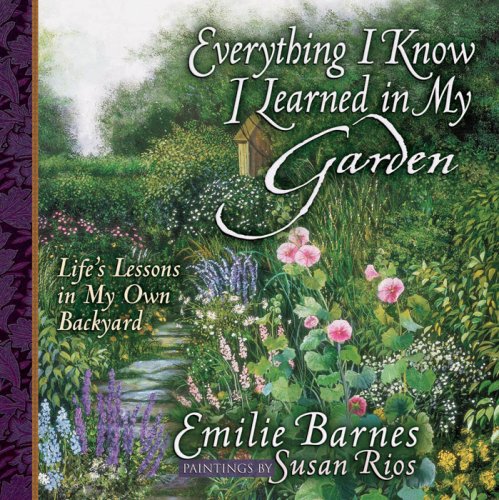 Everything I Know
I Learned in My
Garden
Life's Lessons
in My Own
Backyard
Emilie Barnes
PAINTINGS BY Susan Rios